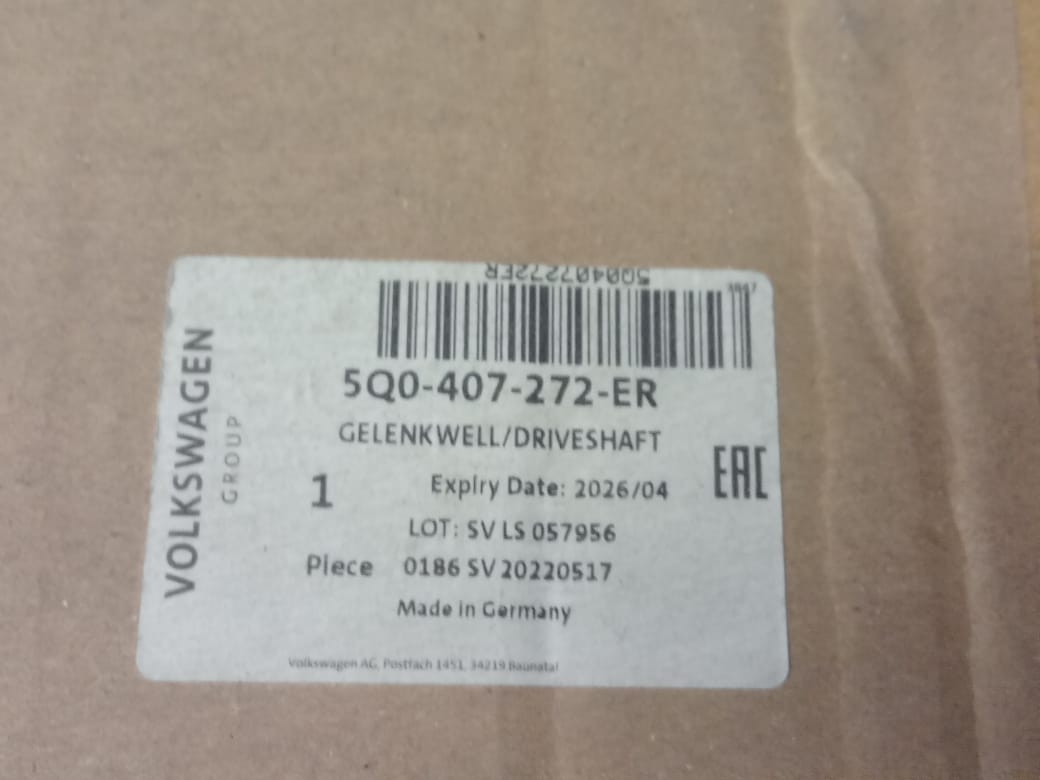 5Q0407272ER
5Q0-407-272-ER
GELENKWELL/DRIVESHAFT
VOLKSWAGEN
GROUP
EAC
1
Expiry Date: 2026/04
LOT: SV LS 057956
Piece 0186 SV 20220517
Made in Germany
Volkswagen AG, Postfach 1451, 34219 Baunatal